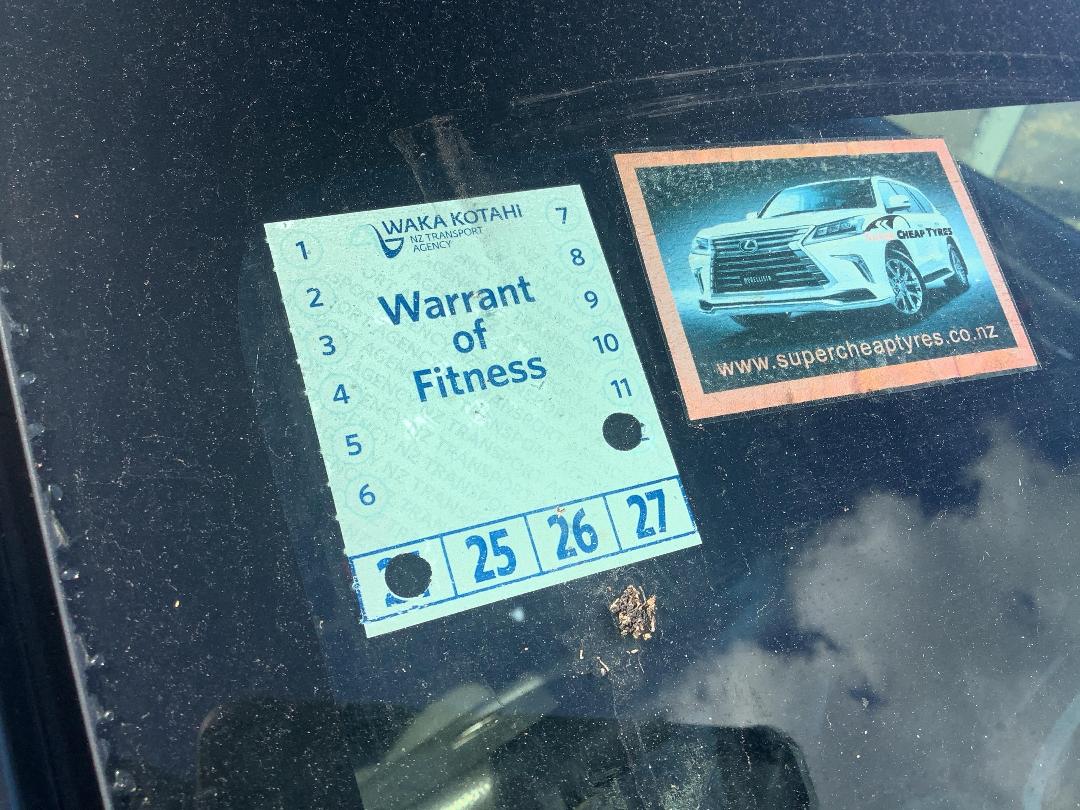 WAKA KOTAHI
NZ TRANSPORT
AGENCY
Warrant
of
Fitness
1
2
3
4
5
6
7
8
9
10
11
25
26
27
CHEAP TYRES
www.supercheaptyres.co.nz